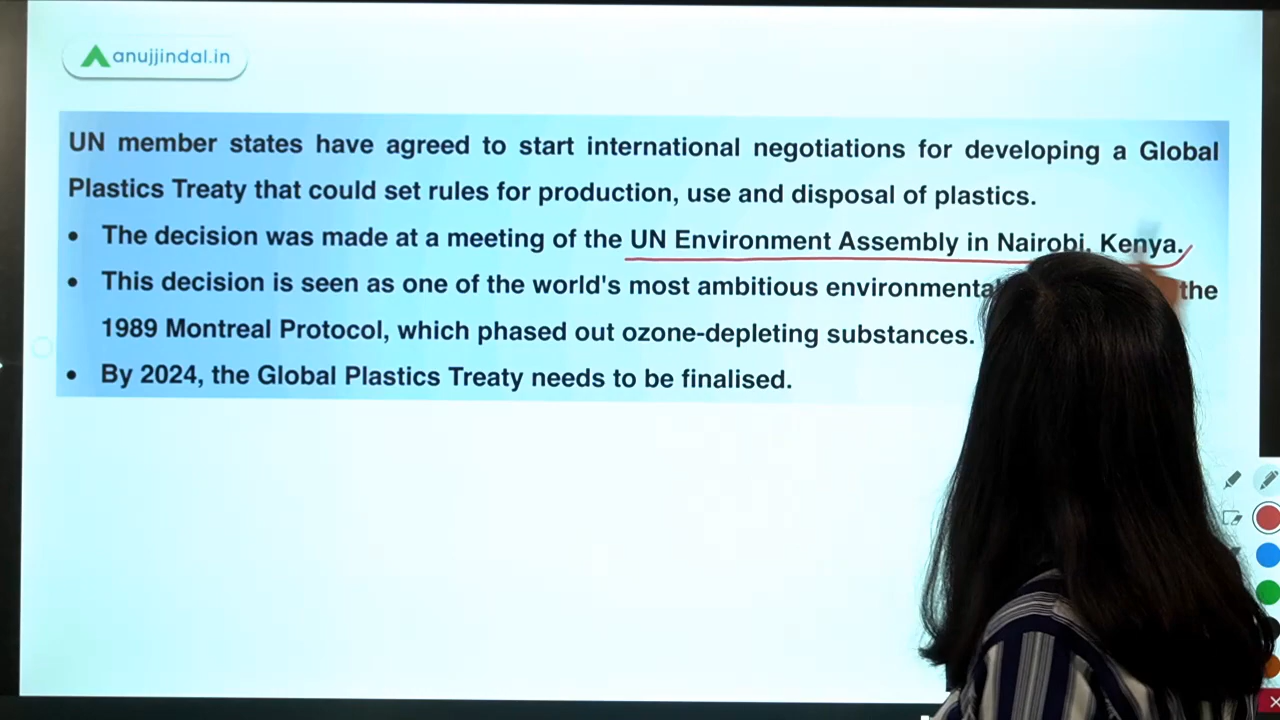 anujjindal.in
UN member states have agreed to start international negotiations for developing a Global
Plastics Treaty that could set rules for production, use and disposal of plastics.
• The decision was made at a meeting of the UN Environment Assembly in Nairobi, Kenya.
• This decision is seen as one of the world's most ambitious environmental the
1989 Montreal Protocol, which phased out ozone-depleting substances.
• By 2024, the Global Plastics Treaty needs to be finalised.